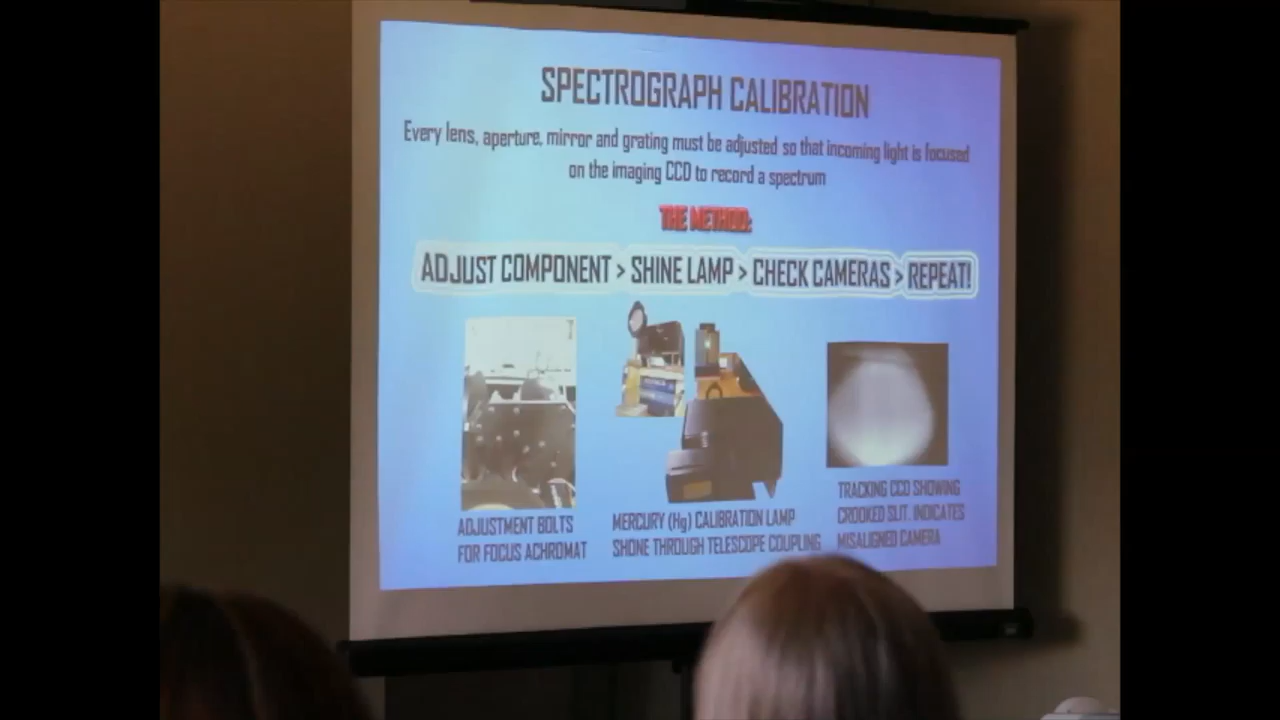 SPECTROGRAPH CALIBRATION
Every lens, aperture, mirror and grating must be adjusted so that incoming light is focused
on the imaging CCD to record a spectrum
THE METHOD:
ADJUST COMPONENT > SHINE LAMP > CHECK CAMERAS > REPEAT!
ADJUSTMENT BOLTS
FOR FOCUS ACHROMAT
MERCURY (Hg) CALIBRATION LAMP
SHONE THROUGH TELESCOPE COUPLING
TRACKING CCD SHOWING
CROOKED SLIT. INDICATES
MISALIGNED CAMERA